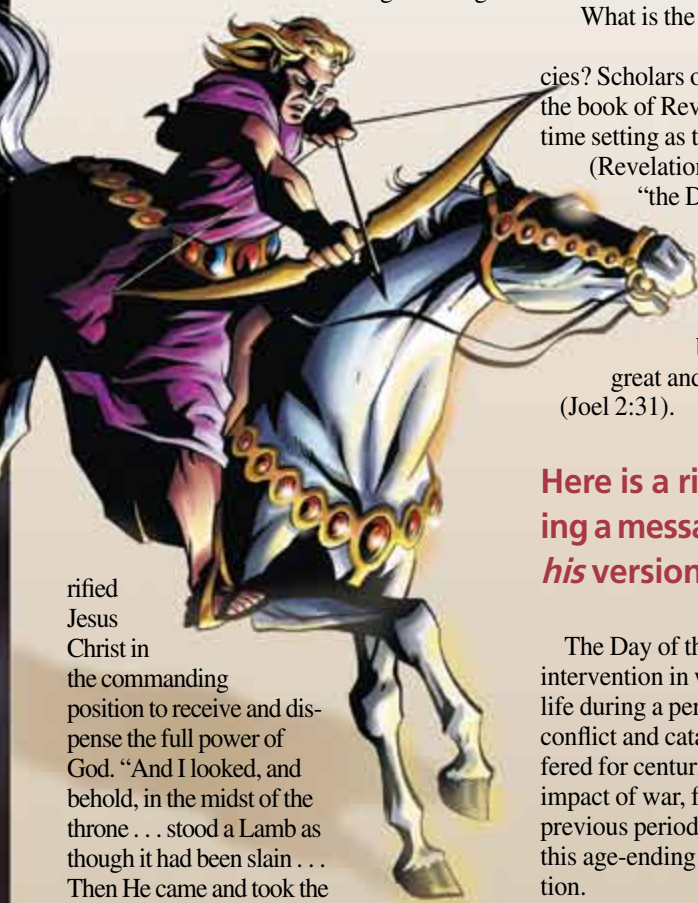 rified
Jesus
Christ in
the commanding
position to receive and dis-
pense the full power of
God. “And I looked, and
behold, in the midst of the
throne . . . stood a Lamb as
though it had been slain . . .
Then He came and took the
What is the
cies? Scholars o
the book of Rev
time setting as t
(Revelation
“the D
great and
(Joel 2:31).
Here is a ri
ing a messa
his version
The Day of th
intervention in v
life during a per
conflict and cata
fered for centur
impact of war, f
previous period
this age-ending
tion.